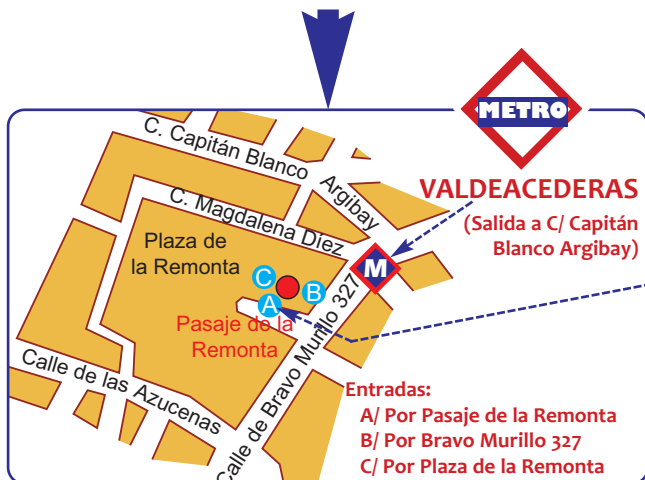 METRO
VALDEACEDERAS
(Salida a C/ Capitán
Blanco Argibay)
C. Capitán Blanco Argibay
C. Magdalena Díez
Plaza de
la Remonta
M
C
B
A
Pasaje de la
Remonta
Calle de Bravo Murillo 327
Calle de las Azucenas
Entradas:
A/ Por Pasaje de la Remonta
B/ Por Bravo Murillo 327
C/ Por Plaza de la Remonta